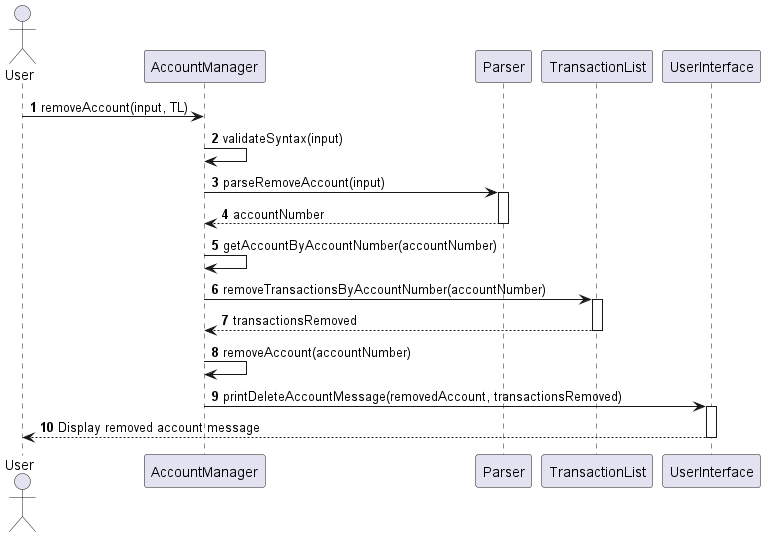 User
AccountManager
Parser
TransactionList
UserInterface
1 removeAccount(input, TL)
2 validateSyntax(input)
3 parseRemoveAccount(input)
4 accountNumber
5 getAccountByAccountNumber(accountNumber)
6 removeTransactionsByAccountNumber(accountNumber)
7 transactionsRemoved
8 removeAccount(accountNumber)
9 printDeleteAccountMessage(removedAccount, transactionsRemoved)
10 Display removed account message
User
AccountManager
Parser
TransactionList
UserInterface